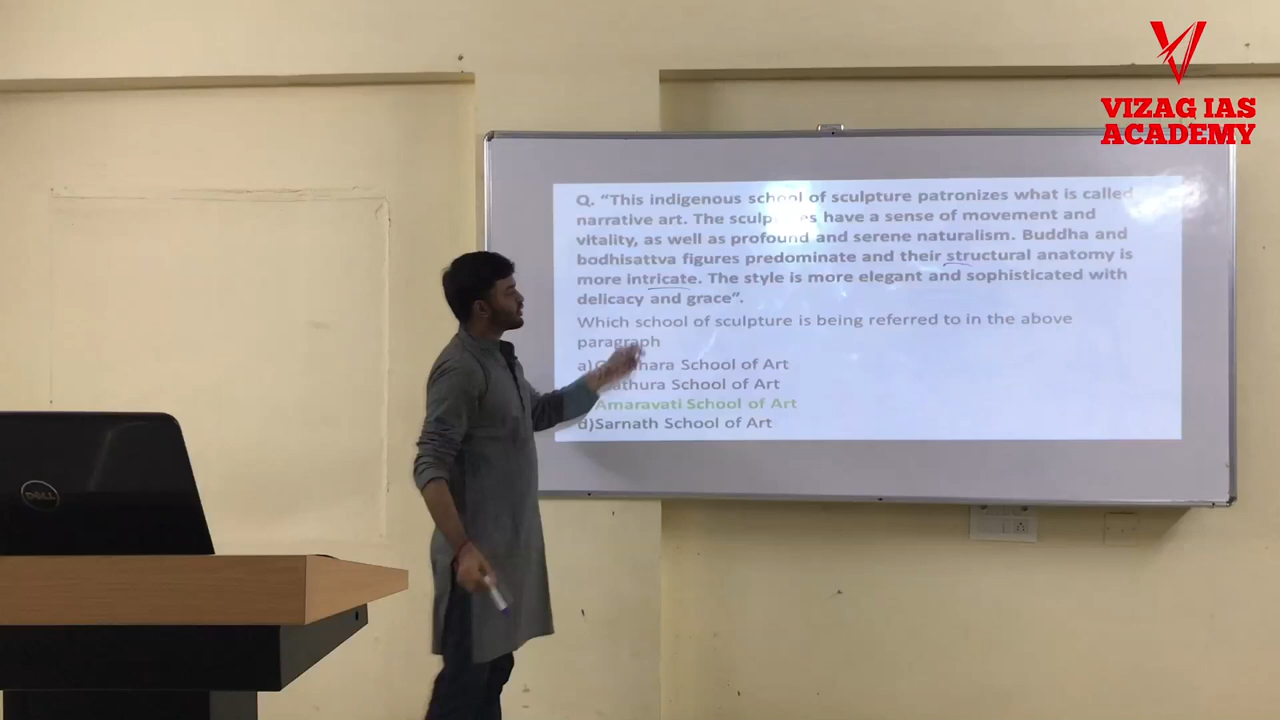 VIZAG IAS
ACADEMY
Q. “This indigenous school of sculpture patronizes what is called
narrative art. The have a sense of movement and
vitality, as well as profound and serene naturalism. Buddha and
bodhisattva figures predominate and their structural anatomy is
more intricate. The style is more elegant and sophisticated with
delicacy and grace”.
Which school of sculpture is being referred to in the above
paragraph
a) School of Art
School of Art
Amaravati School of Art
d)Sarnath School of Art
DELL